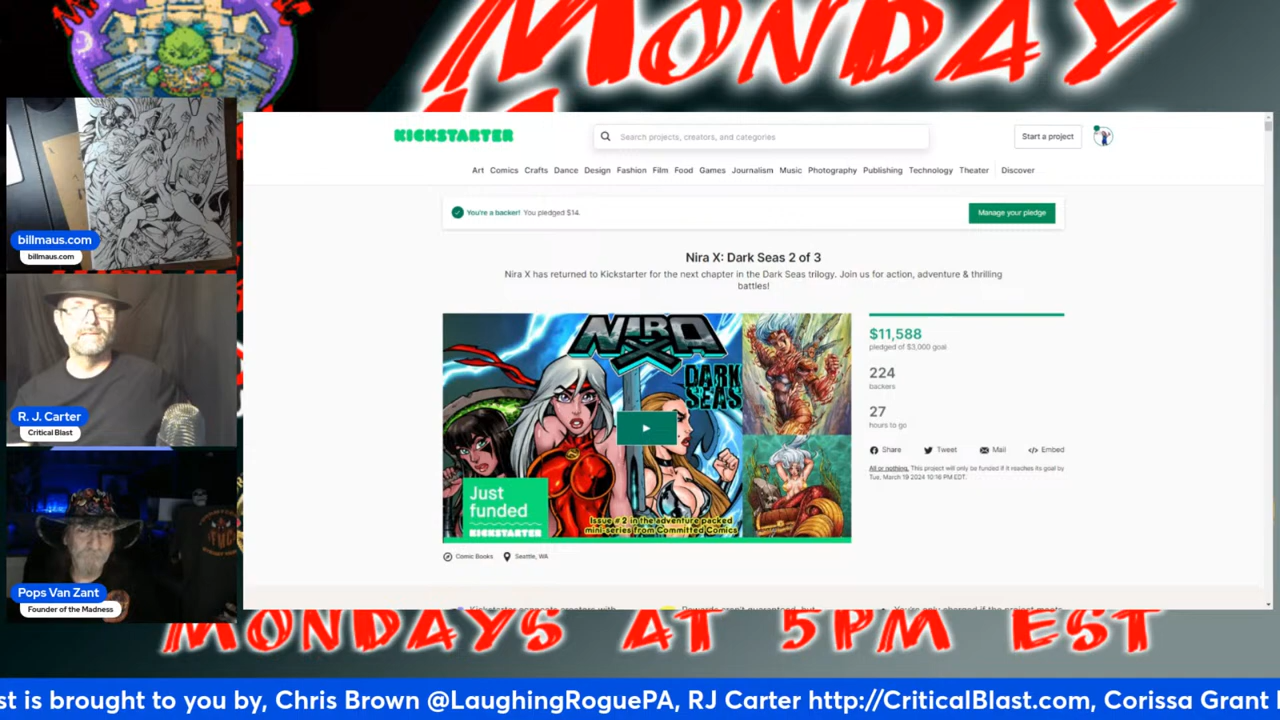 MONDAY
billmaus.com
billmaus.com
R. J. Carter
Critical Blast
Pops Van Zant
Founder of the Madness
KICKSTARTER
Search projects, creators, and categories
Start a project
Art Comics Crafts Dance Design Fashion Film Food Games Journalism Music Photography Publishing Technology Theater Discover
You're a backer! You pledged $14.
Manage your pledge
Nira X: Dark Seas 2 of 3
Nira X has returned to Kickstarter for the next chapter in the Dark Seas trilogy. Join us for action, adventure & thrilling
battles!
NIRA X
DARK
SEAS
Just
funded
KICKSTARTER
Issue #2 in the adventure packed
mini-series from Committed Comics
$11,588
pledged of $3,000 goal
224
backers
27
hours to go
Share Tweet Mail Embed
All or nothing. This project will only be funded if it reaches its goal by
Tue, March 19 2024 10:16 PM EDT.
Comic Books Seattle, WA
MONDAYS AT 5PM EST
st is brought to you by, Chris Brown @LaughingRoguePA, RJ Carter http://CriticalBlast.com, Corissa Grant